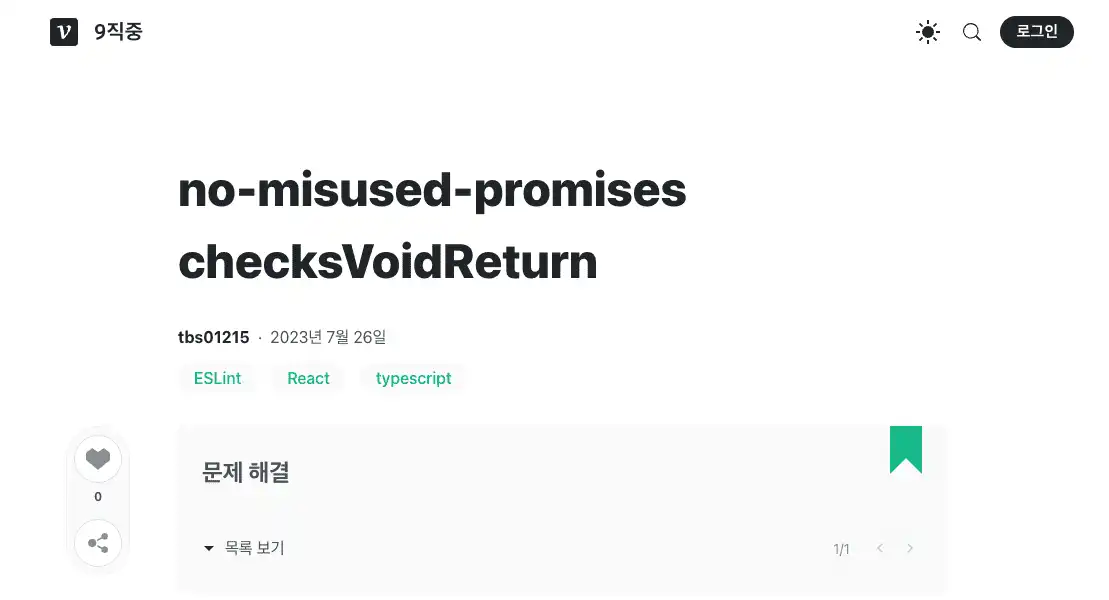 v 9직중
로그인
no-misused-promises
checksVoidReturn
tbs01215 · 2023년 7월 26일
ESLint React typescript
문제 해결
0
목록 보기 1/1